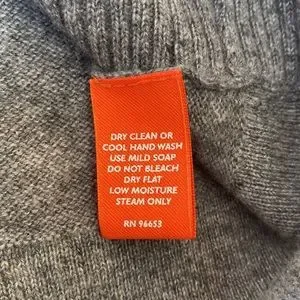 DRY CLEAN OR
COOL HAND WASH
USE MILD SOAP
DO NOT BLEACH
DRY FLAT
LOW MOISTURE
STEAM ONLY
RN 96653